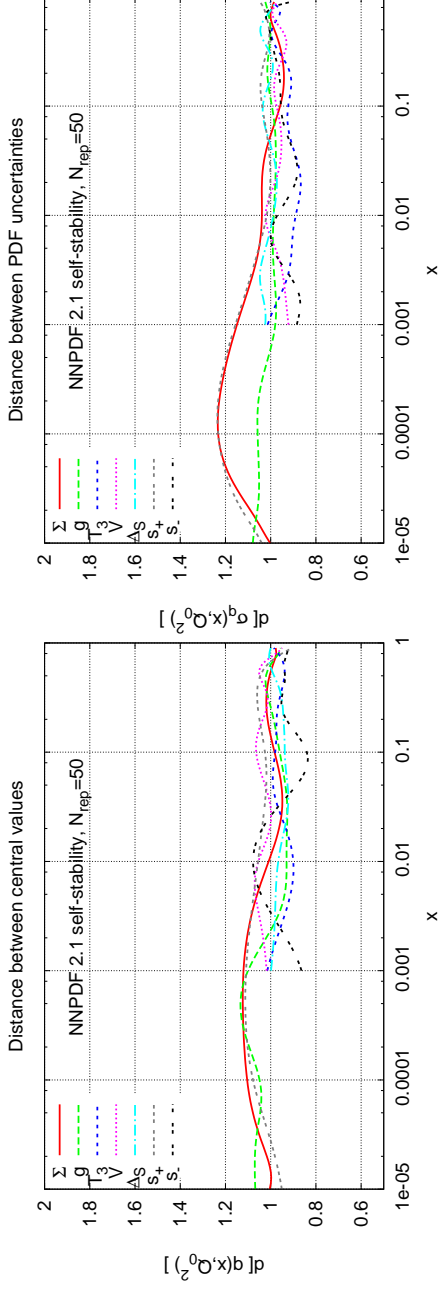 Distance between central values
NNPDF 2.1 self-stability, N_rep=50
d[ q(x,Q_0^2) ]
2
1.8
1.6
1.4
1.2
1
0.8
0.6
1e-05
0.0001
0.001
0.01
0.1
1
x
Σ
g
T_3
V
Δ_S
s_+
s_-
Distance between PDF uncertainties
NNPDF 2.1 self-stability, N_rep=50
d[ σ_q(x,Q_0^2) ]
2
1.8
1.6
1.4
1.2
1
0.8
0.6
1e-05
0.0001
0.001
0.01
0.1
x
Σ
g
T_3
V
Δ_S
s_+
s_-